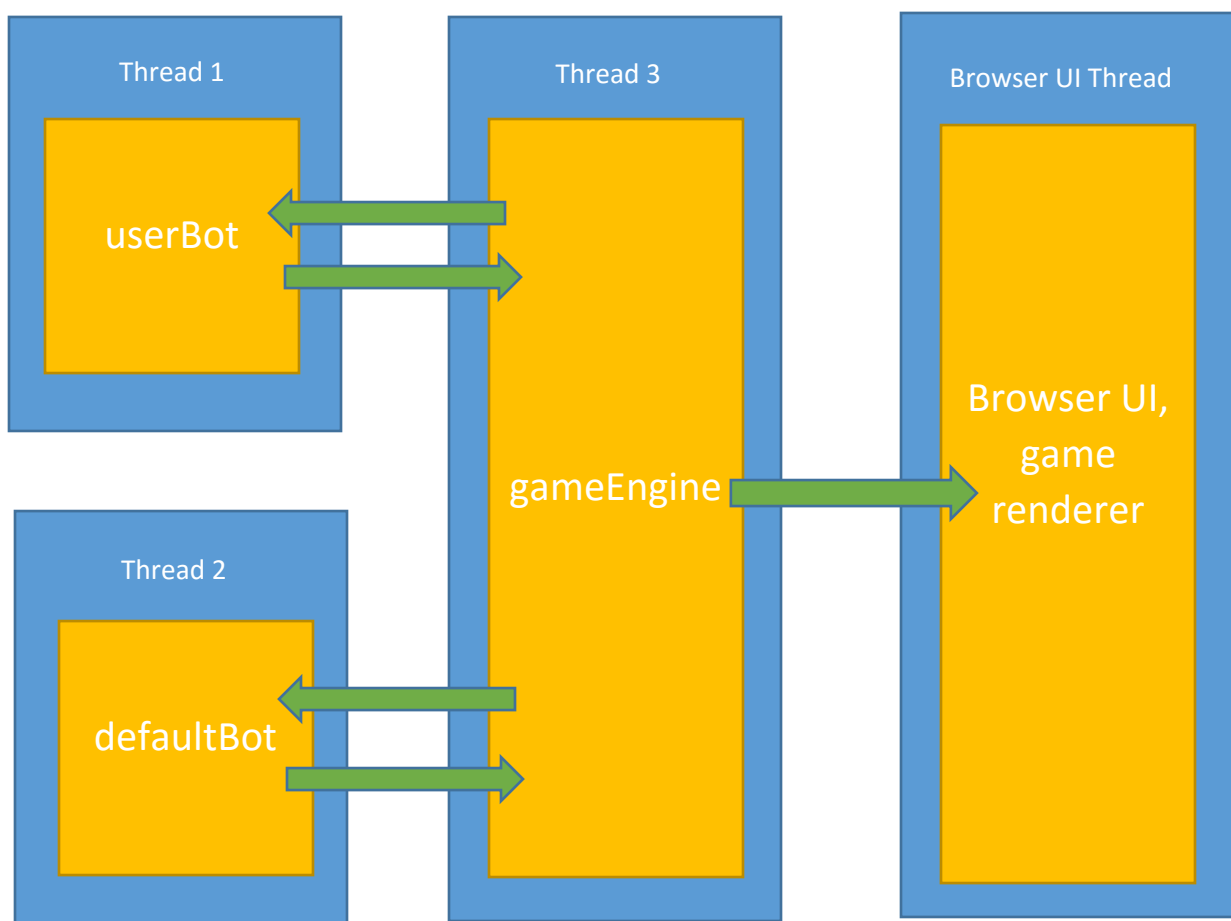 Thread 1
userBot
Thread 2
defaultBot
Thread 3
gameEngine
Browser UI Thread
Browser UI,
game
renderer